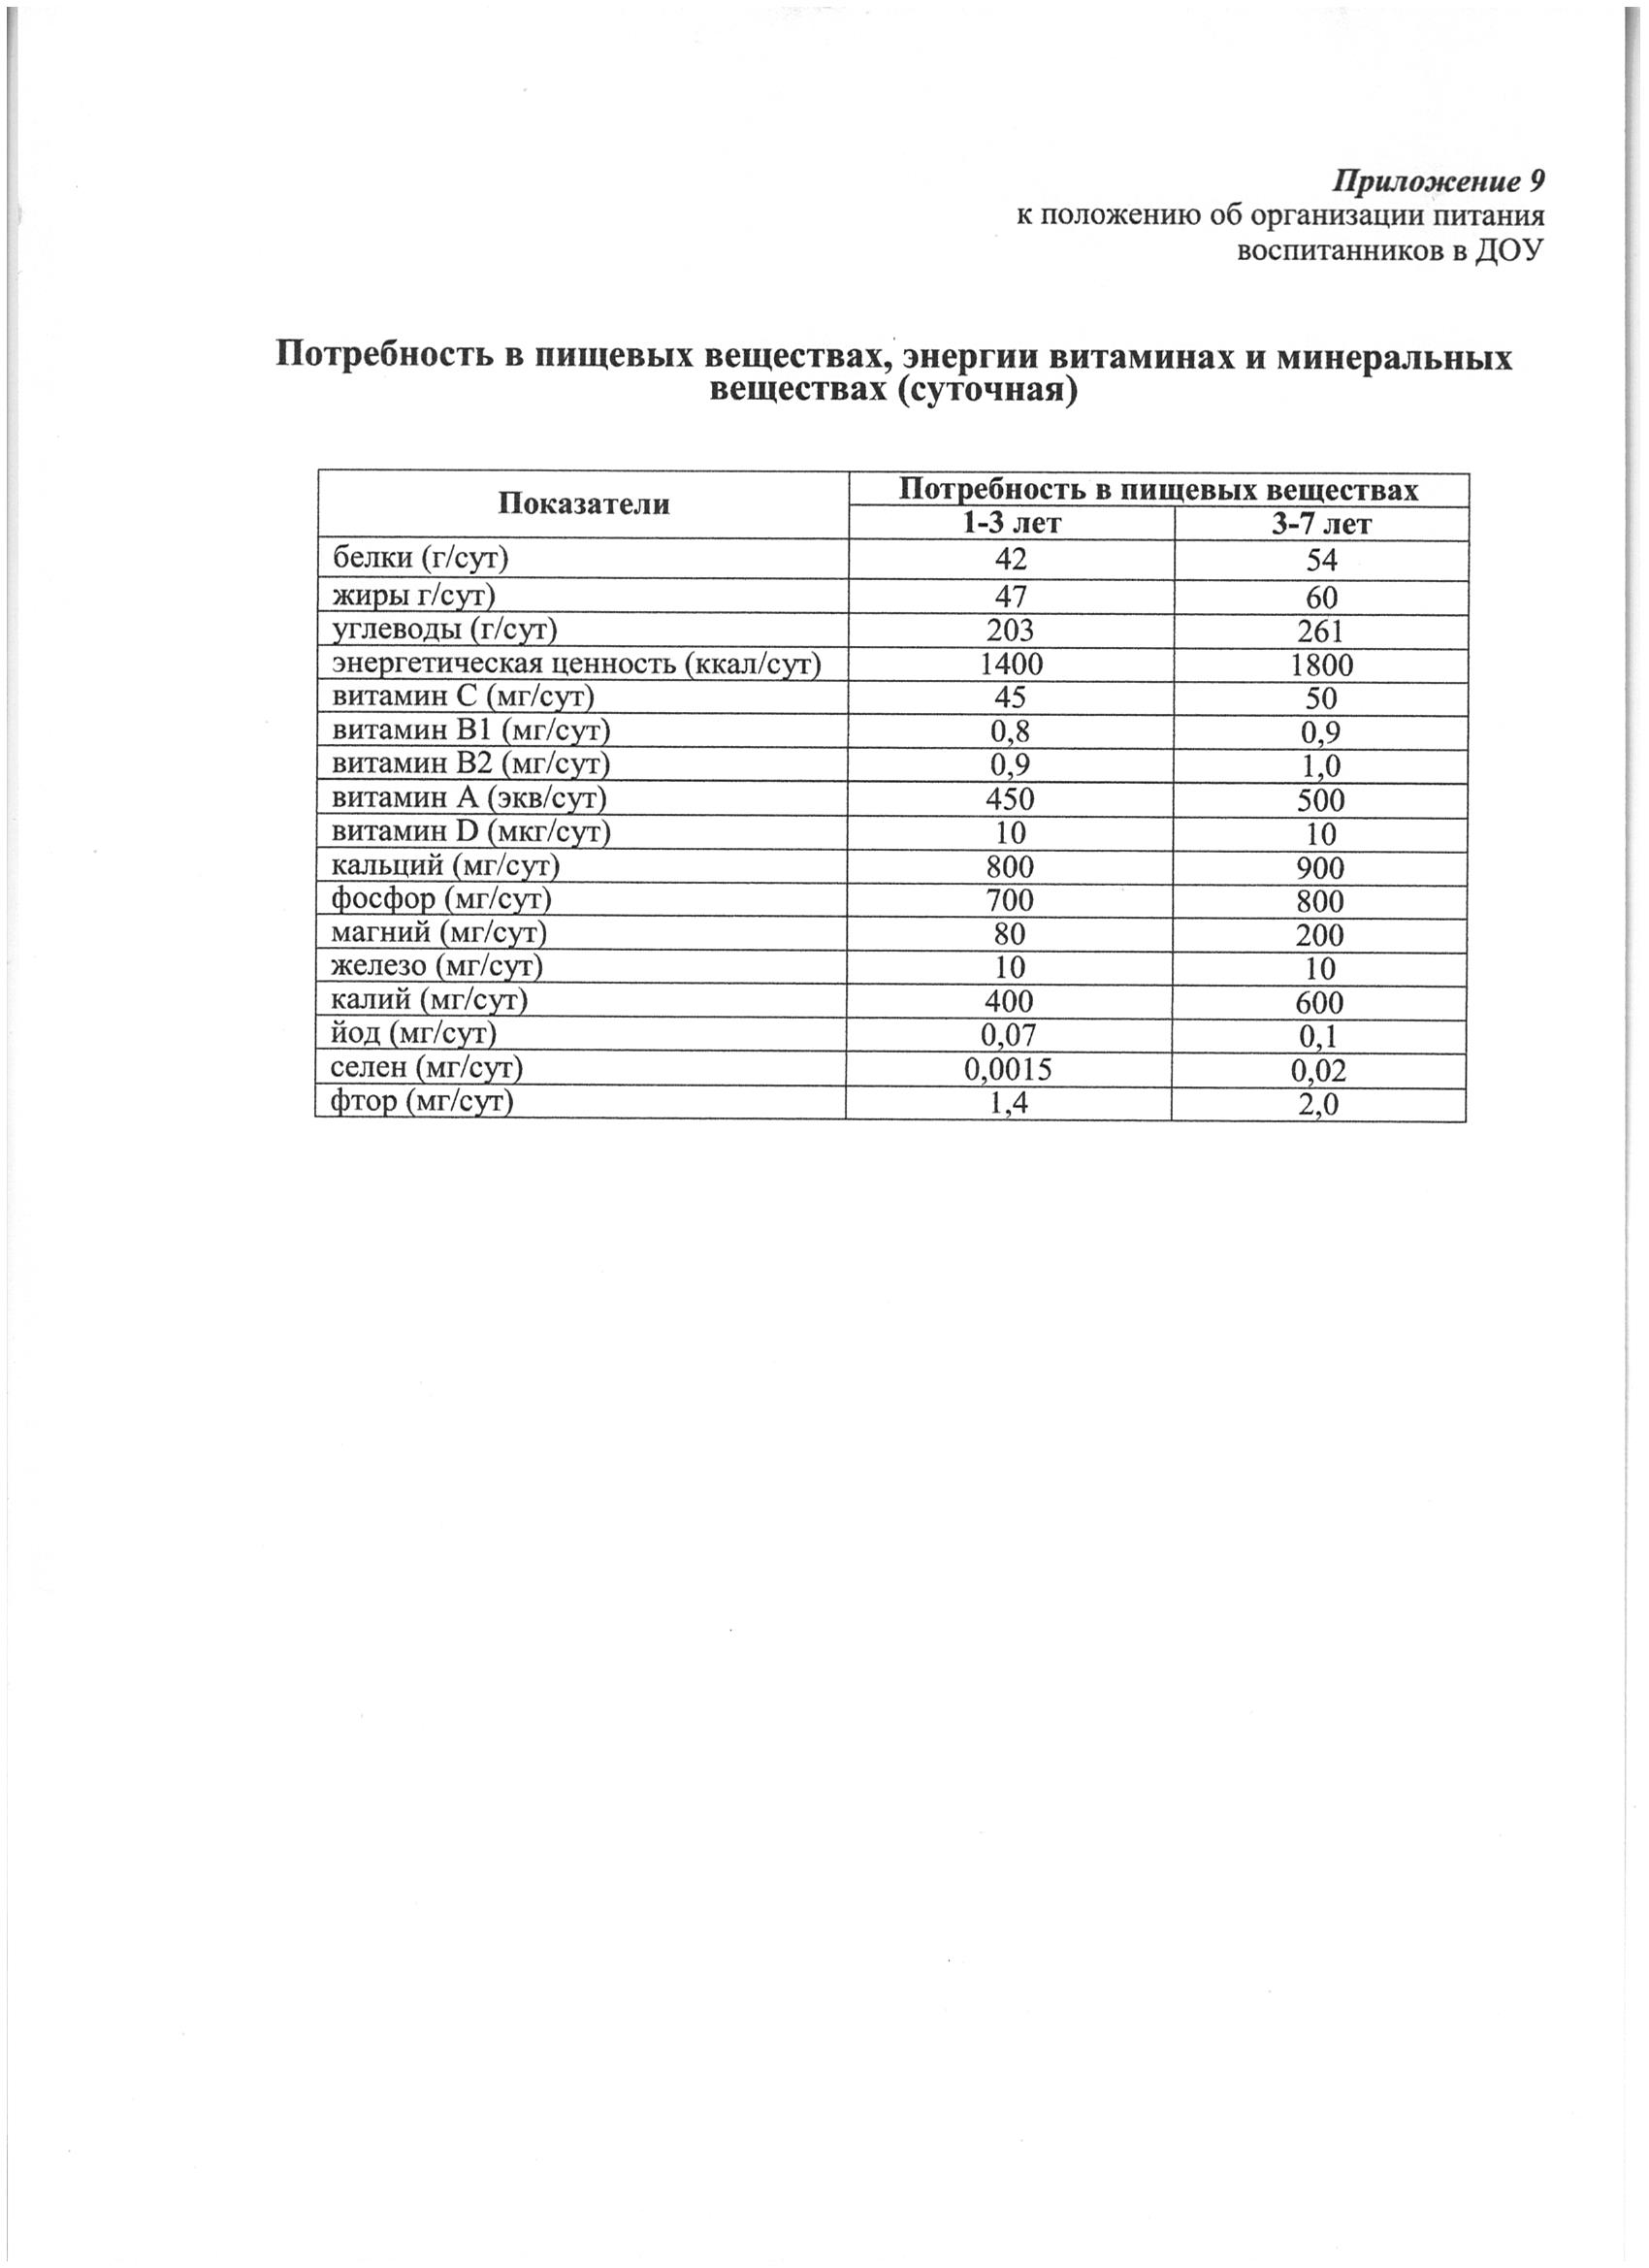 Приложение 9
к положению об организации питания
воспитанников в ДОУ
Потребность в пищевых веществах, энергии витаминах и минеральных
веществах (суточная)
Показатели Потребность в пищевых веществах
1-3 лет 3-7 лет
белки (г/сут) 42 54
жиры г/сут) 47 60
углеводы (г/сут) 203 261
энергетическая ценность (ккал/сут) 1400 1800
витамин С (мг/сут) 45 50
витамин В1 (мг/сут) 0,8 0,9
витамин В2 (мг/сут) 0,9 1,0
витамин А (экв/сут) 450 500
витамин D (мкг/сут) 10 10
кальций (мг/сут) 800 900
фосфор (мг/сут) 700 800
магний (мг/сут) 80 200
железо (мг/сут) 10 10
калий (мг/сут) 400 600
йод (мг/сут) 0,07 0,1
селен (мг/сут) 0,0015 0,02
фтор (мг/сут) 1,4 2,0